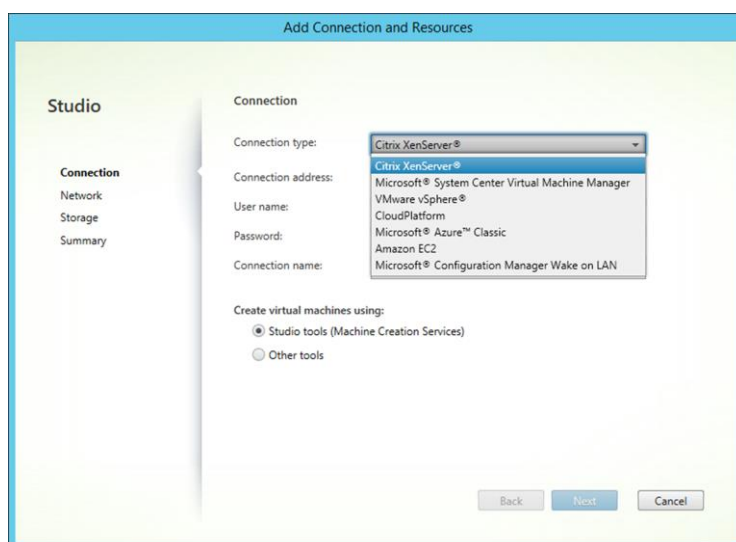 Add Connection and Resources
Studio
Connection
Network
Storage
Summary
Connection
Connection type:
Citrix XenServer®
Citrix XenServer®
Microsoft® System Center Virtual Machine Manager
VMware vSphere®
CloudPlatform
Microsoft® Azure™ Classic
Amazon EC2
Microsoft® Configuration Manager Wake on LAN
Connection address:
User name:
Password:
Connection name:
Create virtual machines using:
Studio tools (Machine Creation Services)
Other tools
Back
Next
Cancel